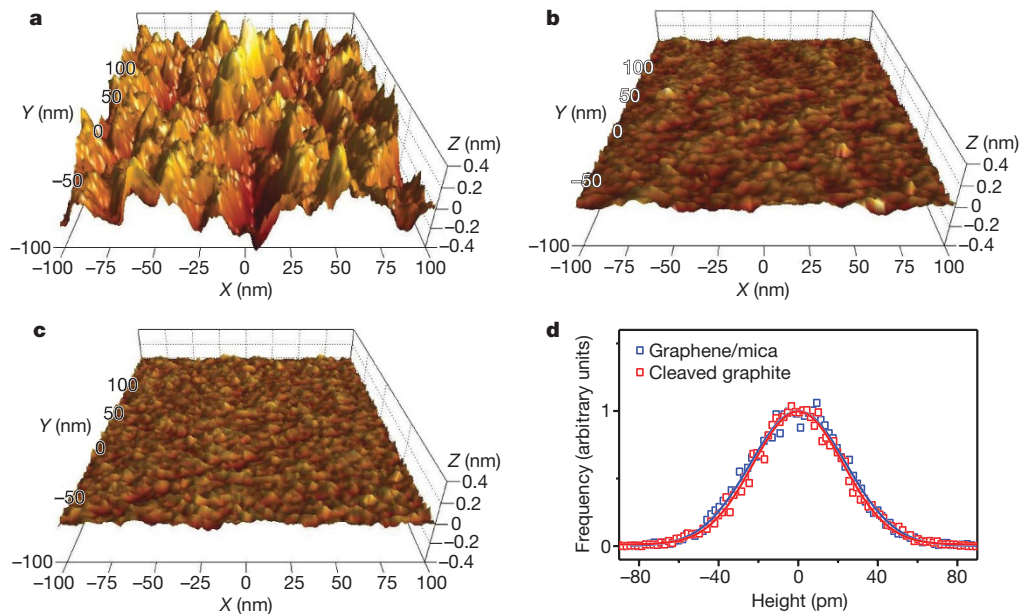 a
100
50
Y (nm)
0
−50
−100
Z (nm)
0.4
0.2
0
−0.2
−0.4
−100 −75 −50 −25 0 25 50 75 100
X (nm)
b
100
50
Y (nm)
0
−50
−100
Z (nm)
0.4
0.2
0
−0.2
−0.4
−100 −75 −50 −25 0 25 50 75 100
X (nm)
c
100
50
Y (nm)
0
−50
−100
Z (nm)
0.4
0.2
0
−0.2
−0.4
−100 −75 −50 −25 0 25 50 75 100
X (nm)
d
Graphene/mica
Cleaved graphite
Frequency (arbitrary units)
1
0
−80 −40 0 40 80
Height (pm)